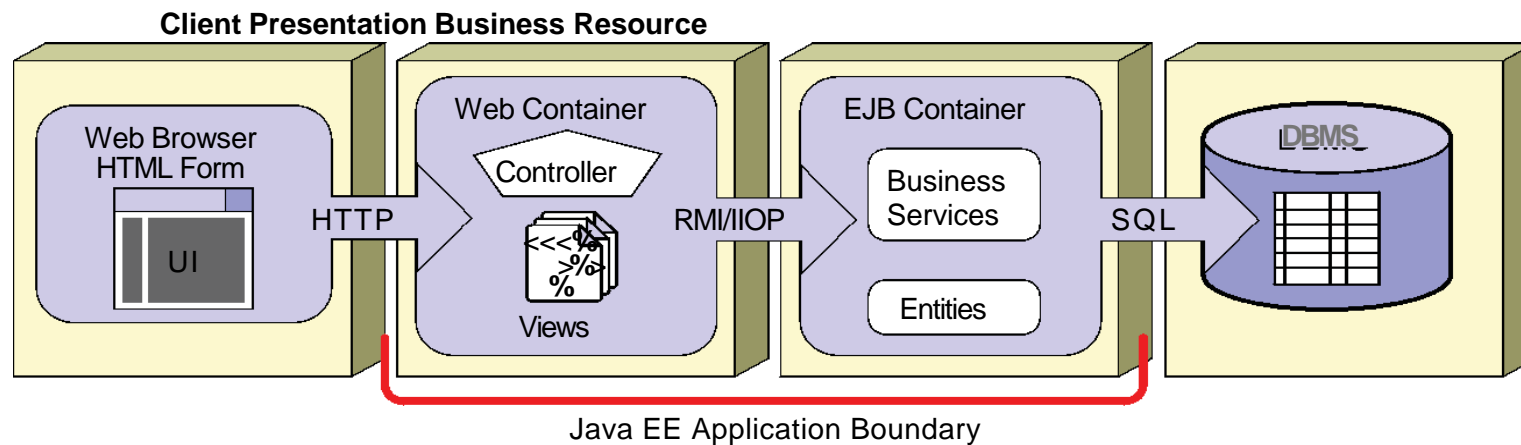 Client Presentation Business Resource
Web Browser
HTML Form
UI
HTTP
Web Container
Controller
<<<%
>%>
%
Views
RMI/IIOP
EJB Container
Business
Services
Entities
SQL
DBMS
Java EE Application Boundary